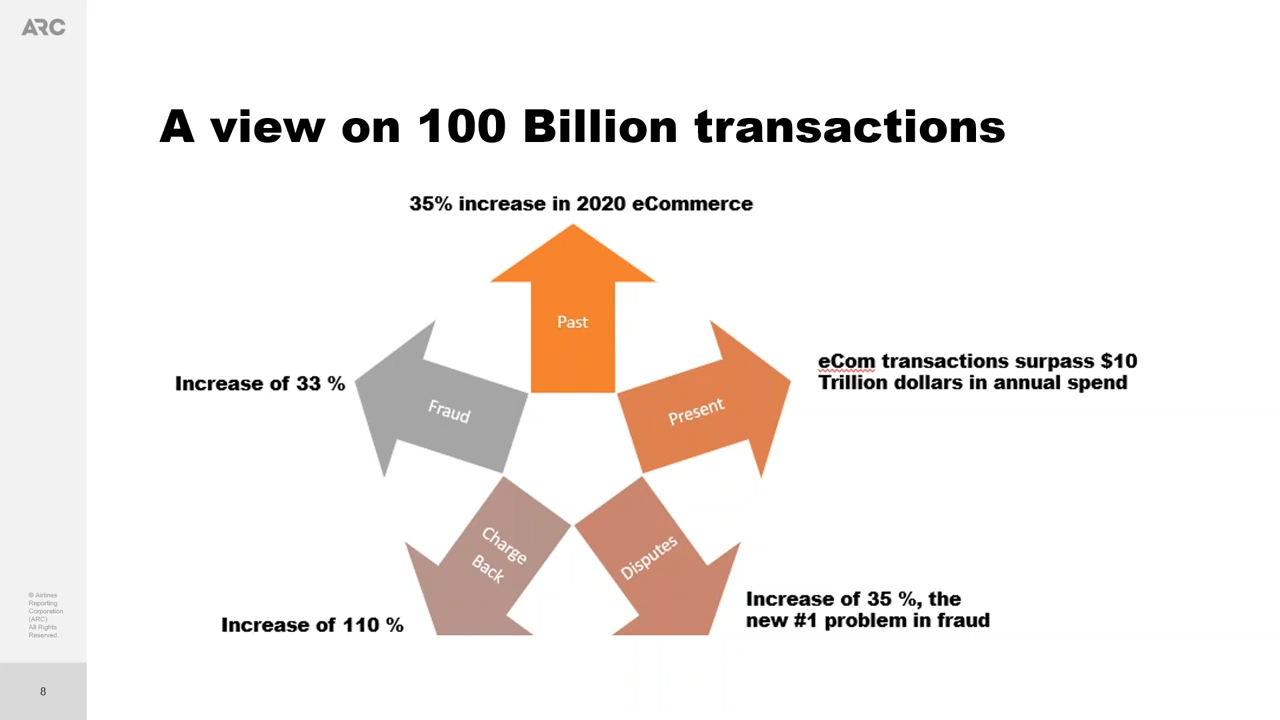 ARC
A view on 100 Billion transactions
35% increase in 2020 eCommerce
Past
eCom transactions surpass $10
Trillion dollars in annual spend
Present
Increase of 33 %
Fraud
Charge
Back
Disputes
Increase of 35 %, the
new #1 problem in fraud
Increase of 110 %
© Airlines
Reporting
Corporation
(ARC)
All Rights
Reserved.
8